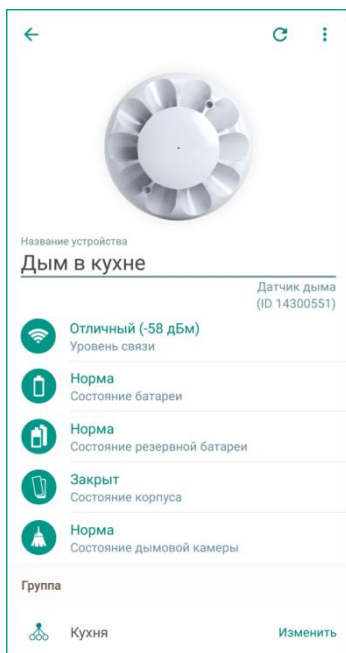 Название устройства
Дым в кухне
Датчик дыма
(ID 14300551)
Отличный (-58 дБм)
Уровень связи
Норма
Состояние батареи
Норма
Состояние резервной батареи
Закрыт
Состояние корпуса
Норма
Состояние дымовой камеры
Группа
Кухня Изменить